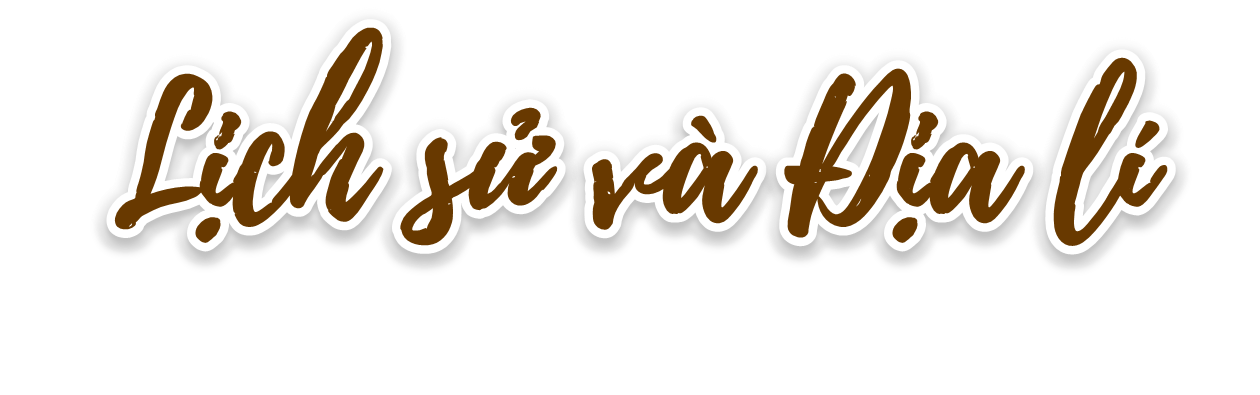 Lịch sử và Địa lí